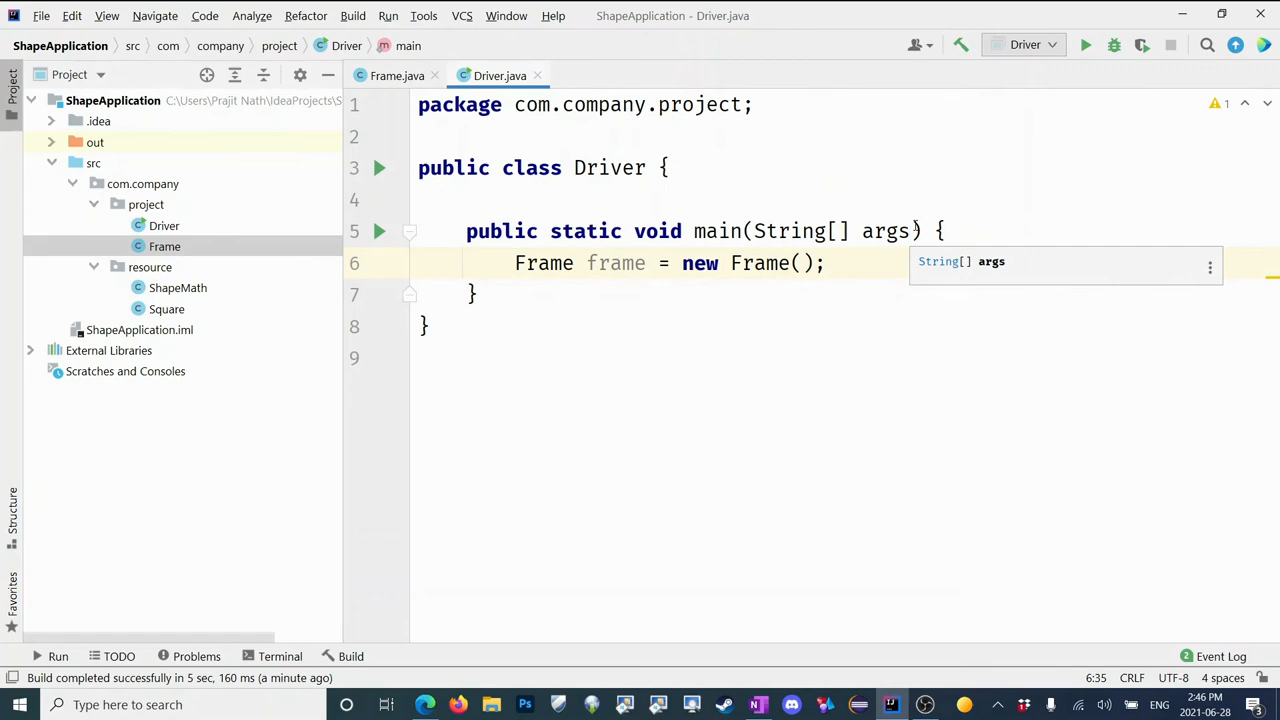 File Edit View Navigate Code Analyze Refactor Build Run Tools VCS Window Help ShapeApplication - Driver.java
ShapeApplication src com company project Driver main Driver
Project Frame.java Driver.java
ShapeApplication C:\Users\Prajit Nath\IdeaProjects\S
.idea
out
src
com.company
project
Driver
Frame
resource
ShapeMath
Square
ShapeApplication.iml
External Libraries
Scratches and Consoles
Project
Structure
Favorites
1 package com.company.project;
2
3 public class Driver {
4
5 public static void main(String[] args) {
6 Frame frame = new Frame();
7 }
8 }
9
1
String[] args
Run TODO Problems Terminal Build 2 Event Log
Build completed successfully in 5 sec, 160 ms (a minute ago) 6:35 CRLF UTF-8 4 spaces
Type here to search Ps ENG 2:46 PM
2021-06-28 3